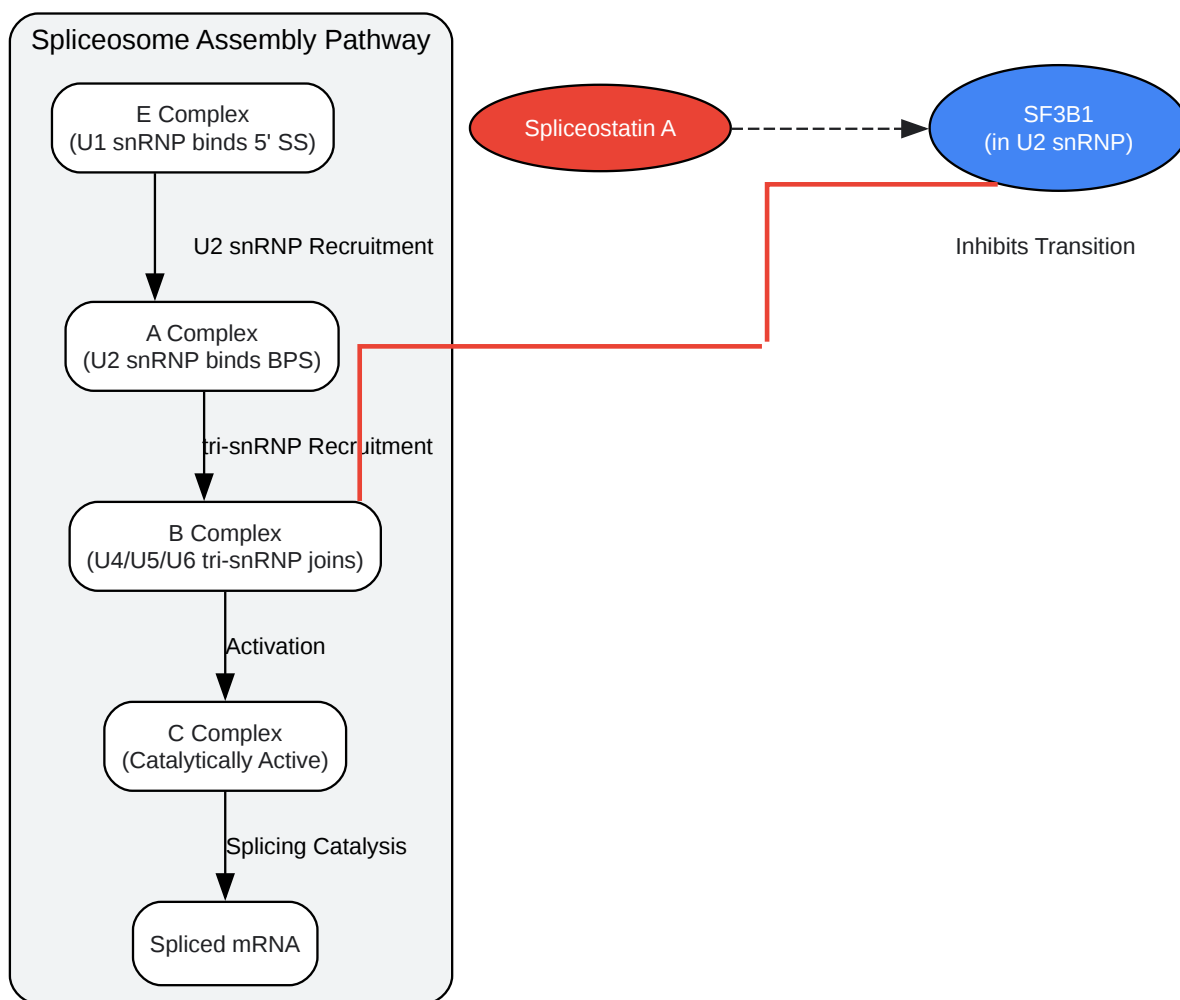 Spliceosome Assembly Pathway
E Complex
(U1 snRNP binds 5' SS)
Spliceostatin A
SF3B1
(in U2 snRNP)
U2 snRNP Recruitment
Inhibits Transition
A Complex
(U2 snRNP binds BPS)
tri-snRNP Recruitment
B Complex
(U4/U5/U6 tri-snRNP joins)
Activation
C Complex
(Catalytically Active)
Splicing Catalysis
Spliced mRNA